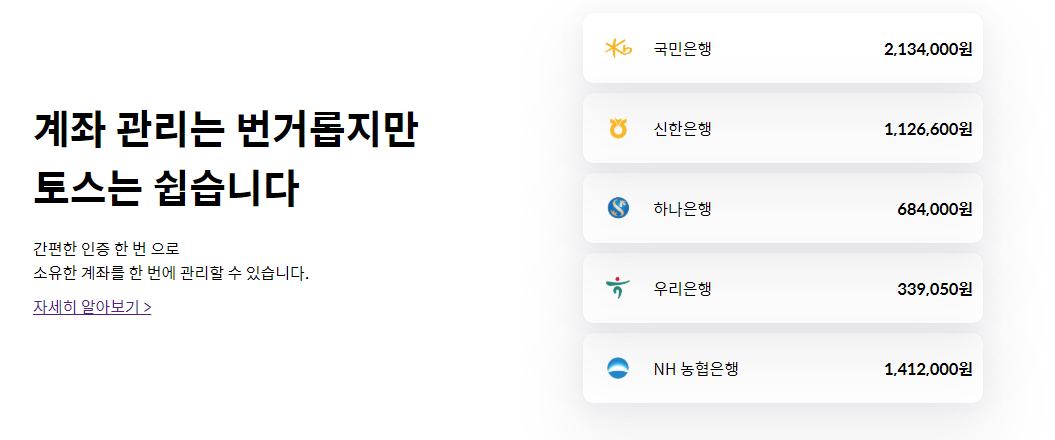 계좌 관리는 번거롭지만
토스는 쉽습니다
간편한 인증 한 번 으로
소유한 계좌를 한 번에 관리할 수 있습니다.
자세히 알아보기 >
국민은행 2,134,000원
신한은행 1,126,600원
하나은행 684,000원
우리은행 339,050원
NH 농협은행 1,412,000원